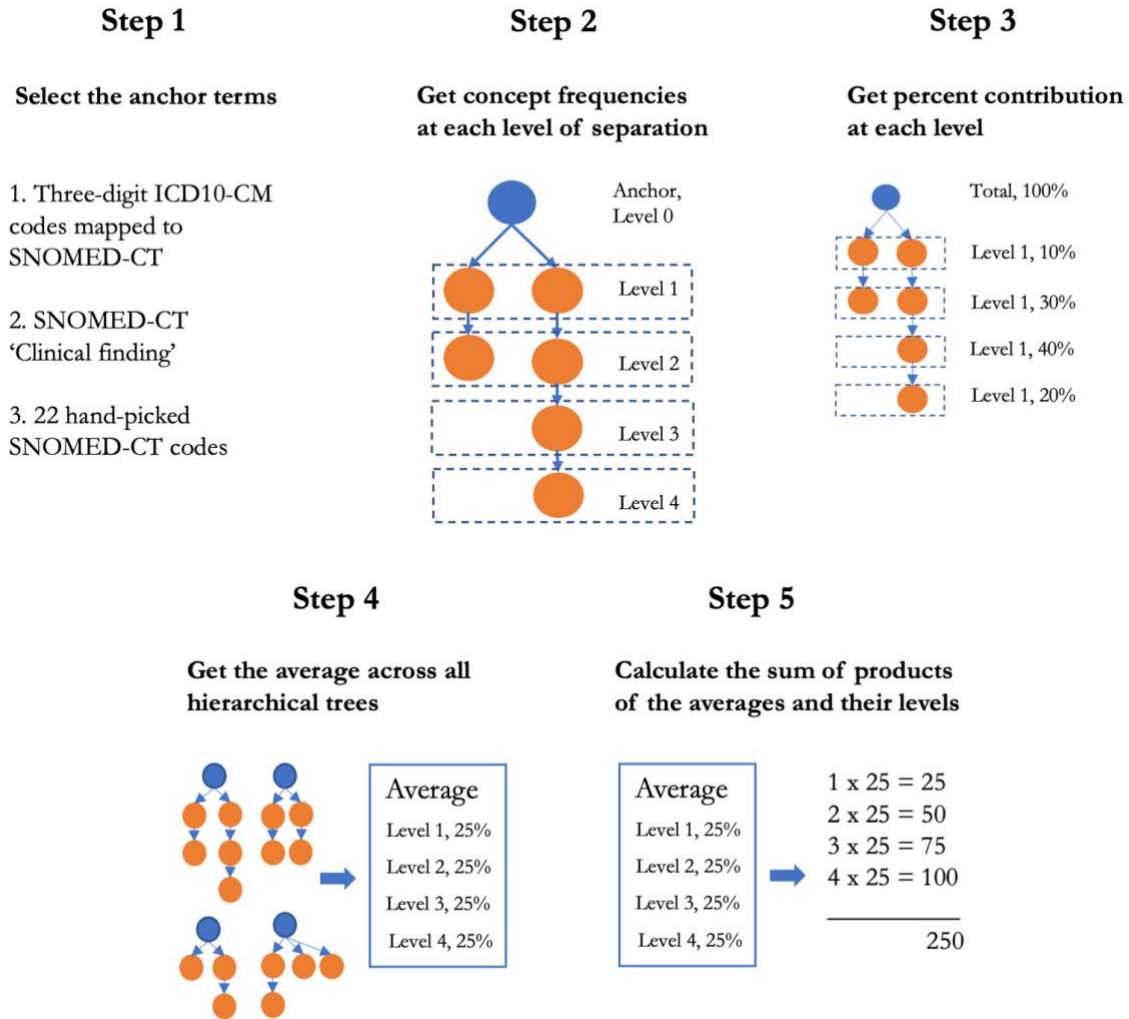 Step 1
Select the anchor terms
1. Three-digit ICD10-CM
codes mapped to
SNOMED-CT
2. SNOMED-CT
‘Clinical finding’
3. 22 hand-picked
SNOMED-CT codes
Step 2
Get concept frequencies
at each level of separation
Anchor,
Level 0
Level 1
Level 2
Level 3
Level 4
Step 3
Get percent contribution
at each level
Total, 100%
Level 1, 10%
Level 1, 30%
Level 1, 40%
Level 1, 20%
Step 4
Get the average across all
hierarchical trees
Average
Level 1, 25%
Level 2, 25%
Level 3, 25%
Level 4, 25%
Step 5
Calculate the sum of products
of the averages and their levels
Average
Level 1, 25%
Level 2, 25%
Level 3, 25%
Level 4, 25%
1 x 25 = 25
2 x 25 = 50
3 x 25 = 75
4 x 25 = 100
250